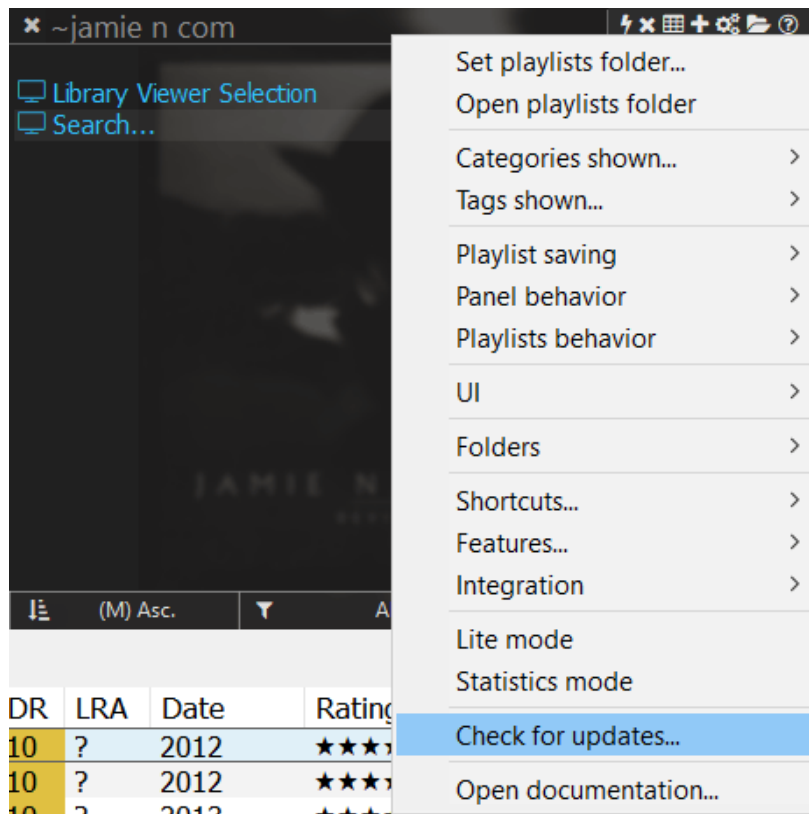 ~jamie n com
Library Viewer Selection
Search...
JAMIE N
Set playlists folder...
Open playlists folder
Categories shown...
Tags shown...
Playlist saving
Panel behavior
Playlists behavior
UI
Folders
Shortcuts...
Features...
Integration
Lite mode
Statistics mode
Check for updates...
Open documentation...
(M) Asc.
A
DR LRA Date Rating
10 ? 2012 ★★★
10 ? 2012 ★★★